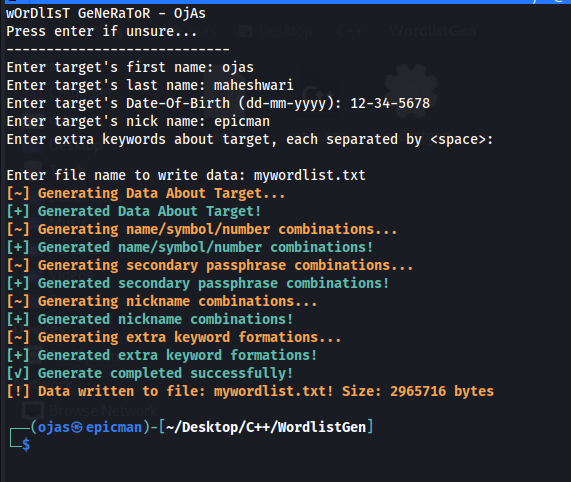 wOrDlIsT GeNeRaToR - OjAs
Press enter if unsure...
----------------------------
Enter target's first name: ojas
Enter target's last name: maheshwari
Enter target's Date-Of-Birth (dd-mm-yyyy): 12-34-5678
Enter target's nick name: epicman
Enter extra keywords about target, each separated by <space>:
Enter file name to write data: mywordlist.txt
[~] Generating Data About Target...
[+] Generated Data About Target!
[~] Generating name/symbol/number combinations...
[+] Generated name/symbol/number combinations!
[~] Generating secondary passphrase combinations...
[+] Generated secondary passphrase combinations!
[~] Generating nickname combinations...
[+] Generated nickname combinations!
[~] Generating extra keyword formations...
[+] Generated extra keyword formations!
[√] Generate completed successfully!
[!] Data written to file: mywordlist.txt! Size: 2965716 bytes
Browse Network
┌──(ojas㉿epicman)-[~/Desktop/C++/WordlistGen]
└─$